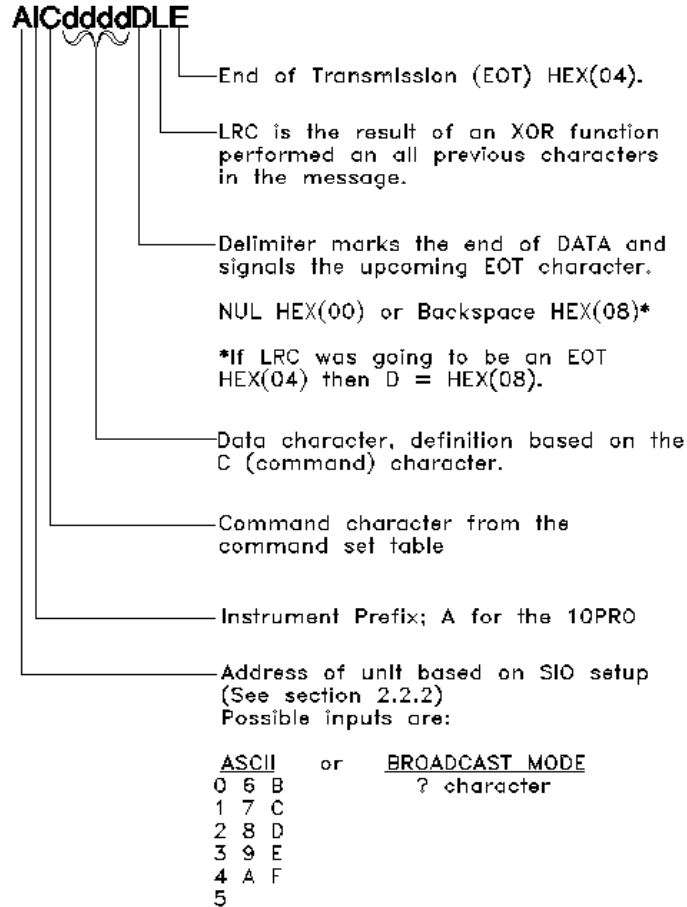 AICddddDLE
End of Transmission (EOT) HEX(04).
LRC is the result of an XOR function
performed an all previous characters
in the message.
Delimiter marks the end of DATA and
signals the upcoming EOT character.
NUL HEX(00) or Backspace HEX(08)*
*If LRC was going to be an EOT
HEX(04) then D = HEX(08).
Data character, definition based on the
C (command) character.
Command character from the
command set table
Instrument Prefix; A for the 10PRO
Address of unit based on SIO setup
(See section 2.2.2)
Possible inputs are:
ASCII or BROADCAST MODE
0 6 B ? character
1 7 C
2 8 D
3 9 E
4 A F
5